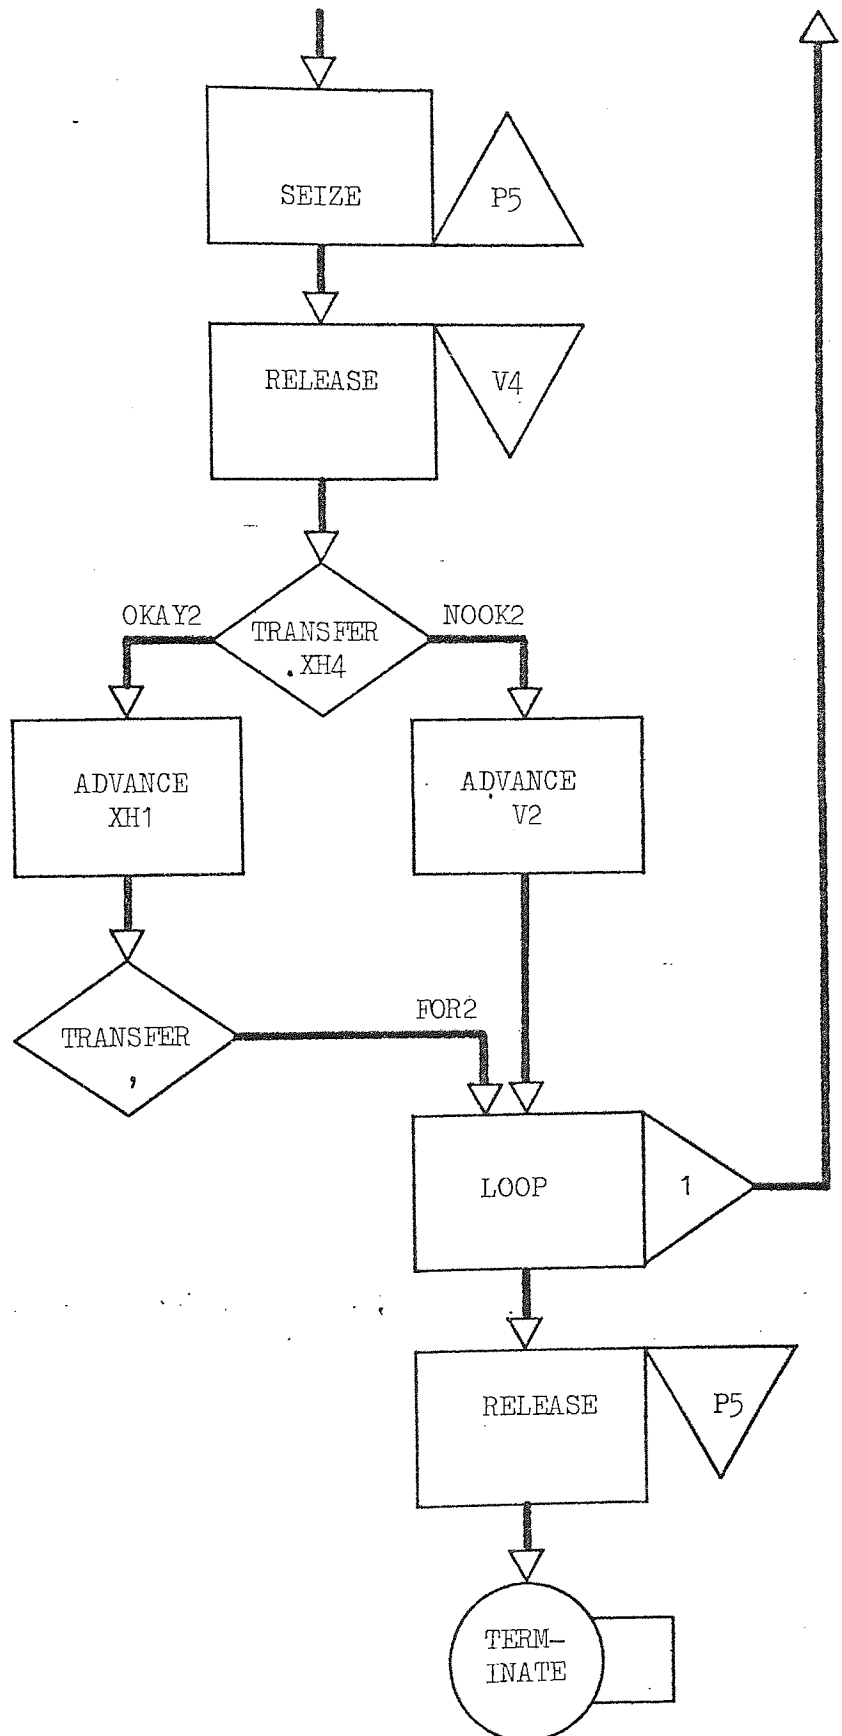 SEIZE
P5
RELEASE
V4
OKAY2
NOOK2
TRANSFER
.XH4
ADVANCE
XH1
ADVANCE
V2
FOR2
TRANSFER
,
LOOP
1
RELEASE
P5
TERM-
INATE